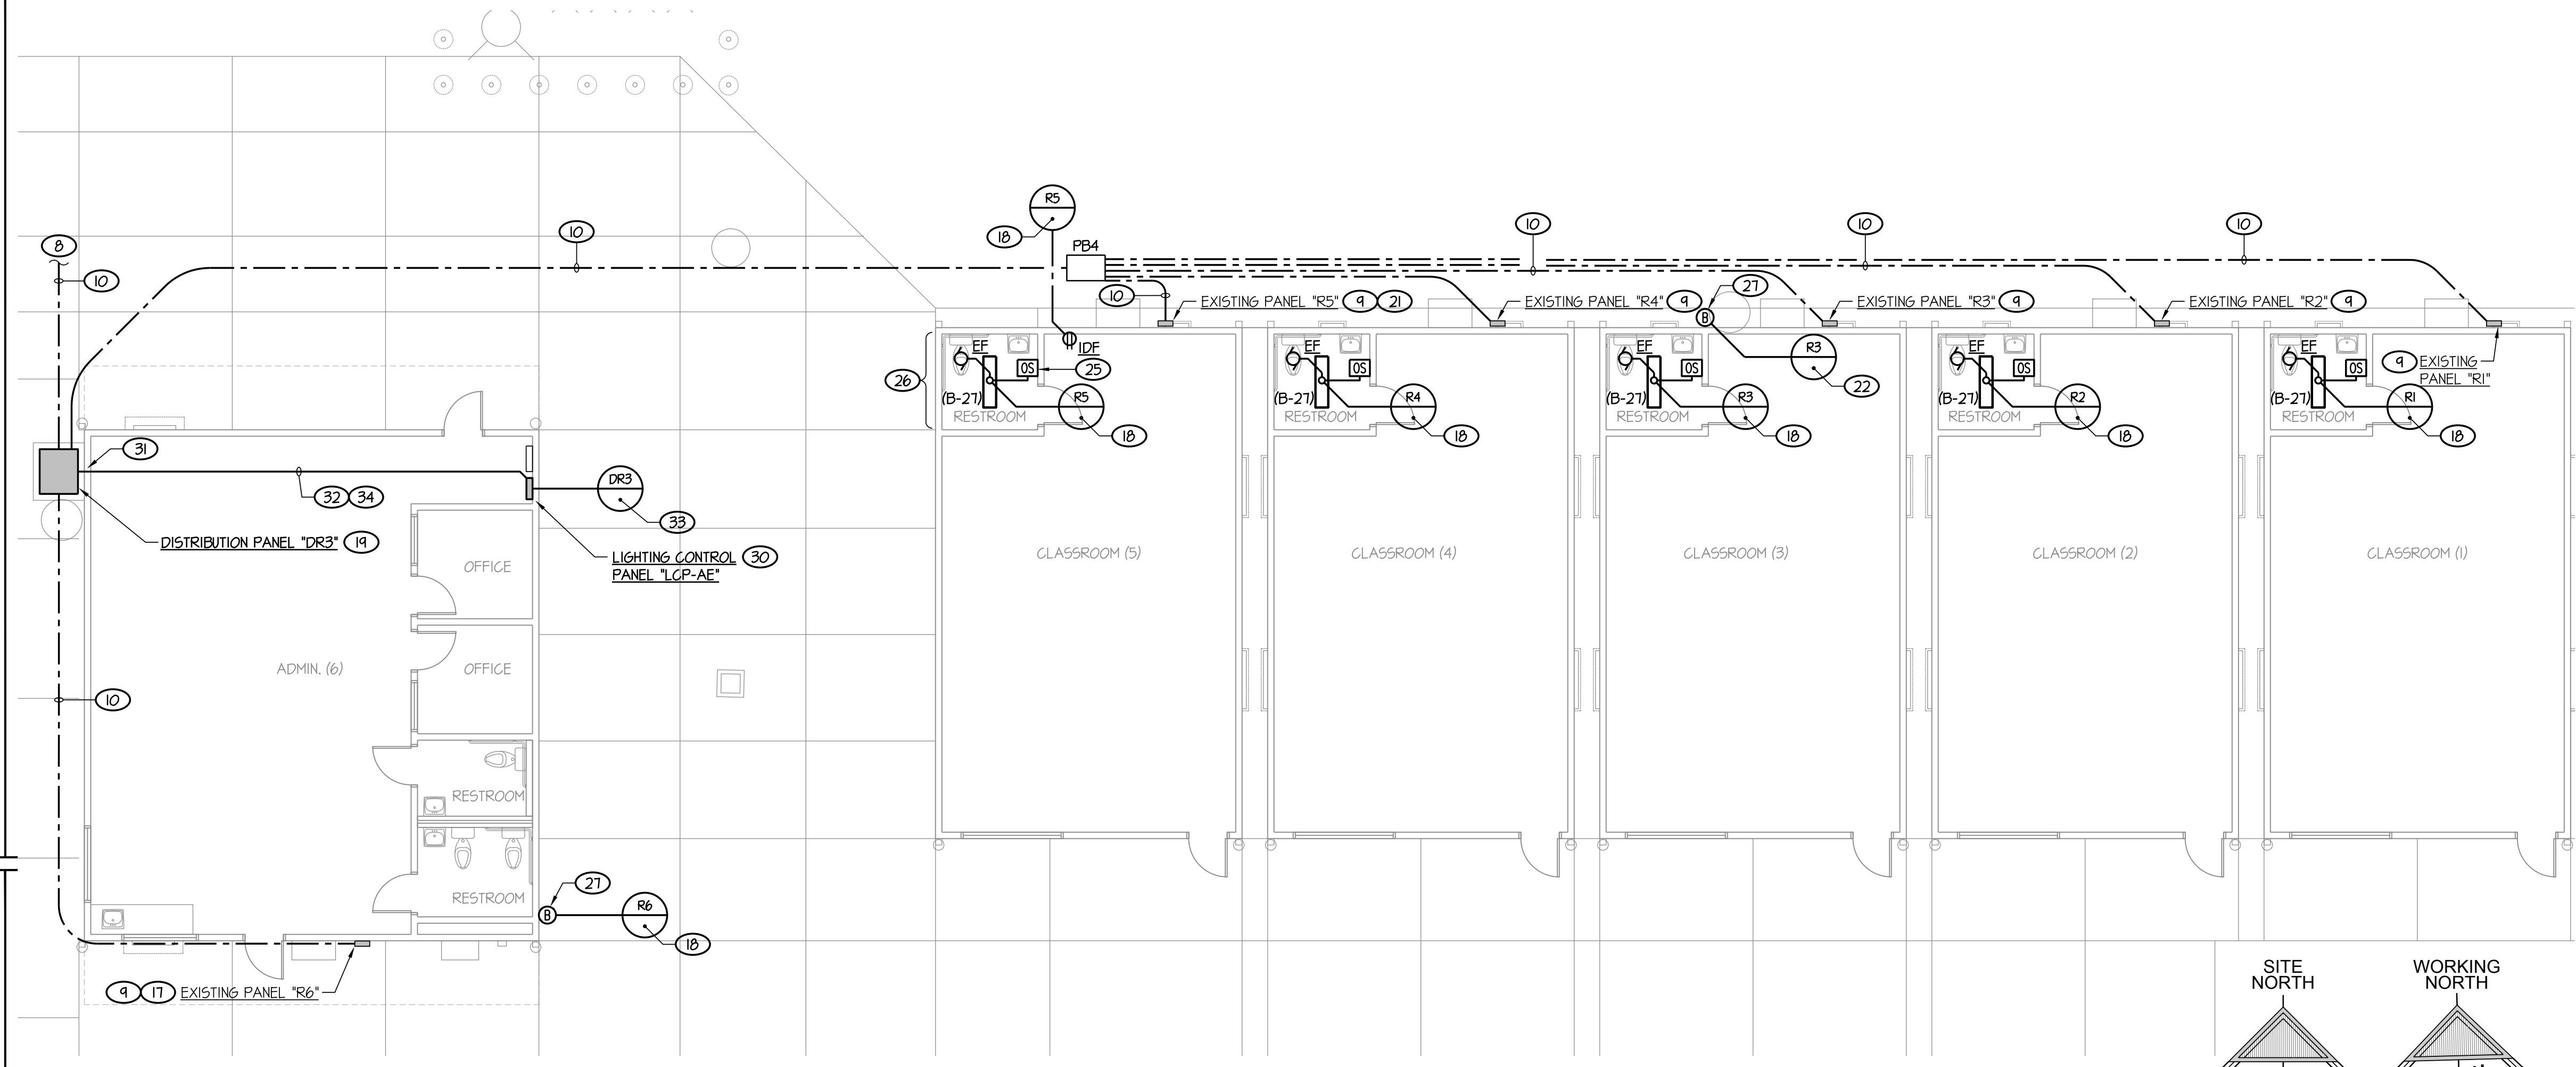 8
10
10
R5
18
PB4
10
10
10
10
EXISTING PANEL "R5" 9 21
EXISTING PANEL "R4" 9
27
B
EXISTING PANEL "R3" 9
EXISTING PANEL "R2" 9
9 EXISTING
PANEL "R1"
R3
22
26
EF
IDF
OS
25
(B-27)
RESTROOM
R5
18
EF
OS
(B-27)
RESTROOM
R4
18
EF
OS
(B-27)
RESTROOM
R3
18
EF
OS
(B-27)
RESTROOM
R2
18
EF
OS
(B-27)
RESTROOM
R1
18
31
32 34
DR3
33
DISTRIBUTION PANEL "DR3" 19
LIGHTING CONTROL 30
PANEL "LCP-AE"
OFFICE
CLASSROOM (5)
CLASSROOM (4)
CLASSROOM (3)
CLASSROOM (2)
CLASSROOM (1)
ADMIN. (6)
OFFICE
10
RESTROOM
RESTROOM
27
B
R6
18
9 17 EXISTING PANEL "R6"
SITE
NORTH
WORKING
NORTH